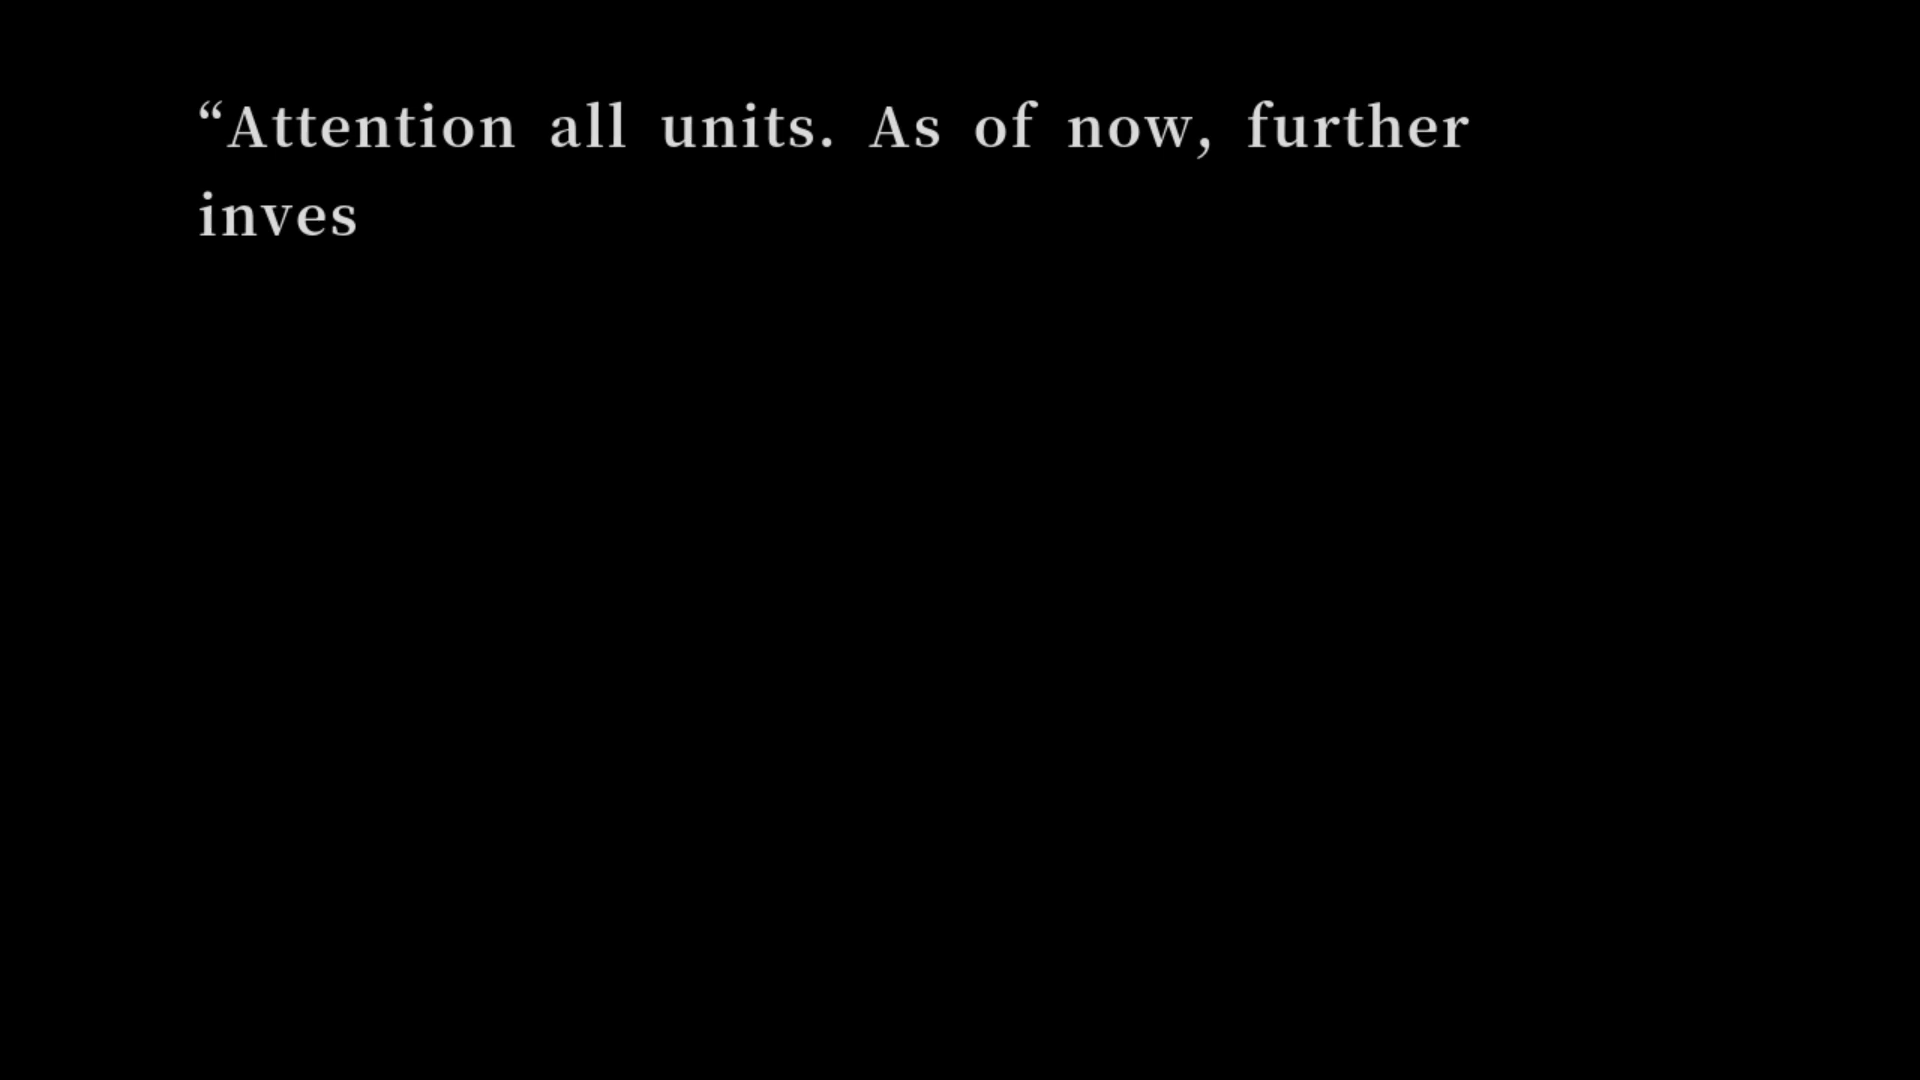 “Attention all units. As of now, further
inves